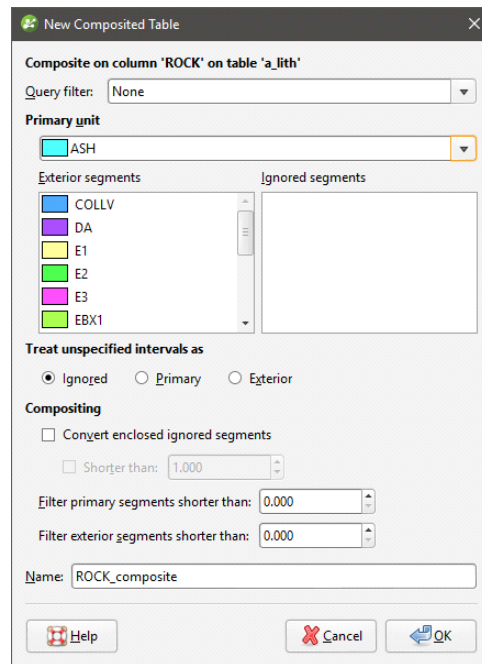 New Composited Table
Composite on column 'ROCK' on table 'a_lith'
Query filter: None
Primary unit
ASH
Exterior segments Ignored segments
COLLV
DA
E1
E2
E3
EBX1
Treat unspecified intervals as
Ignored Primary Exterior
Compositing
Convert enclosed ignored segments
Shorter than: 1.000
Filter primary segments shorter than: 0.000
Filter exterior segments shorter than: 0.000
Name: ROCK_composite
Help Cancel OK